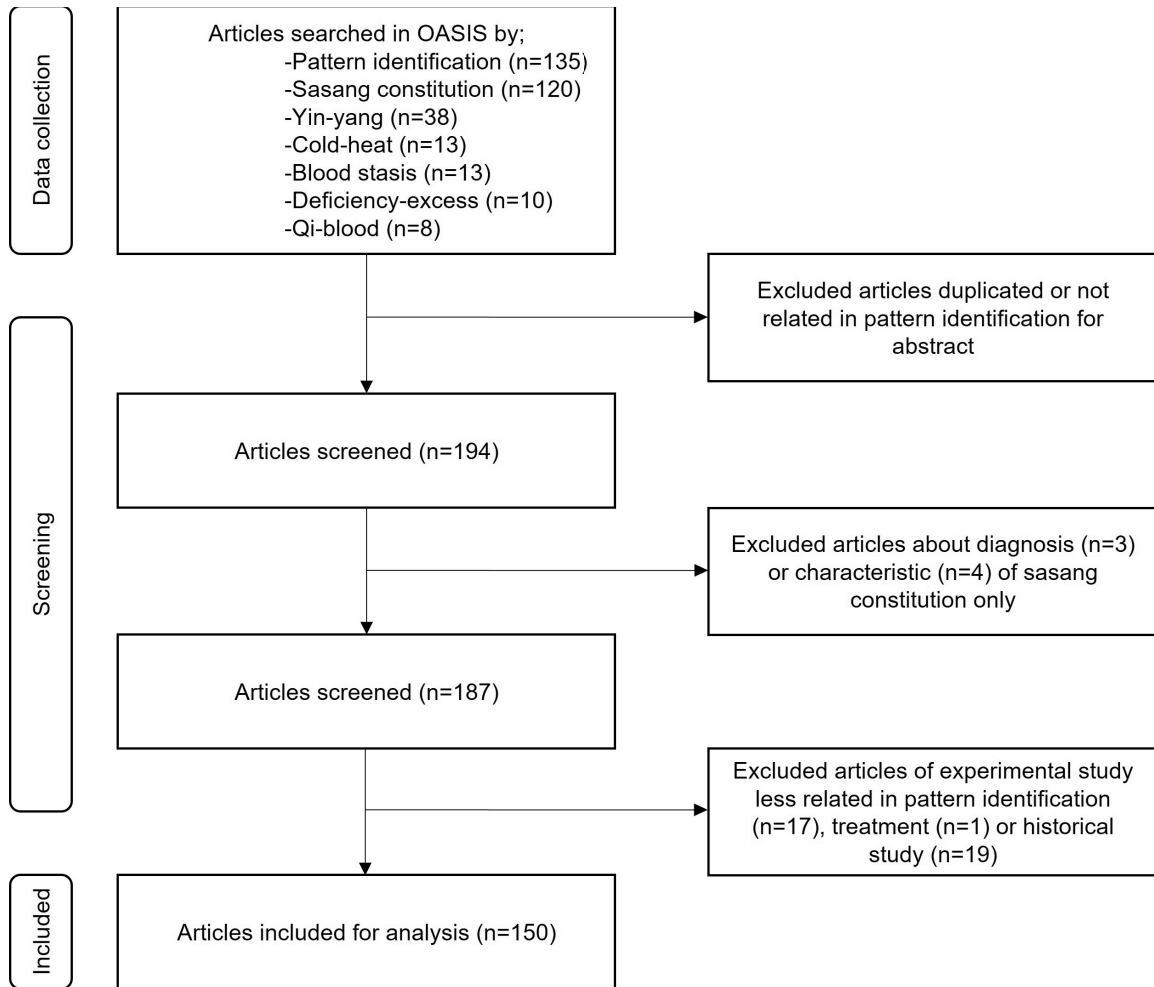 Data collection
Articles searched in OASIS by;
-Pattern identification (n=135)
-Sasang constitution (n=120)
-Yin-yang (n=38)
-Cold-heat (n=13)
-Blood stasis (n=13)
-Deficiency-excess (n=10)
-Qi-blood (n=8)
Excluded articles duplicated or not
related in pattern identification for
abstract
Screening
Articles screened (n=194)
Excluded articles about diagnosis (n=3)
or characteristic (n=4) of sasang
constitution only
Articles screened (n=187)
Excluded articles of experimental study
less related in pattern identification
(n=17), treatment (n=1) or historical
study (n=19)
Included
Articles included for analysis (n=150)